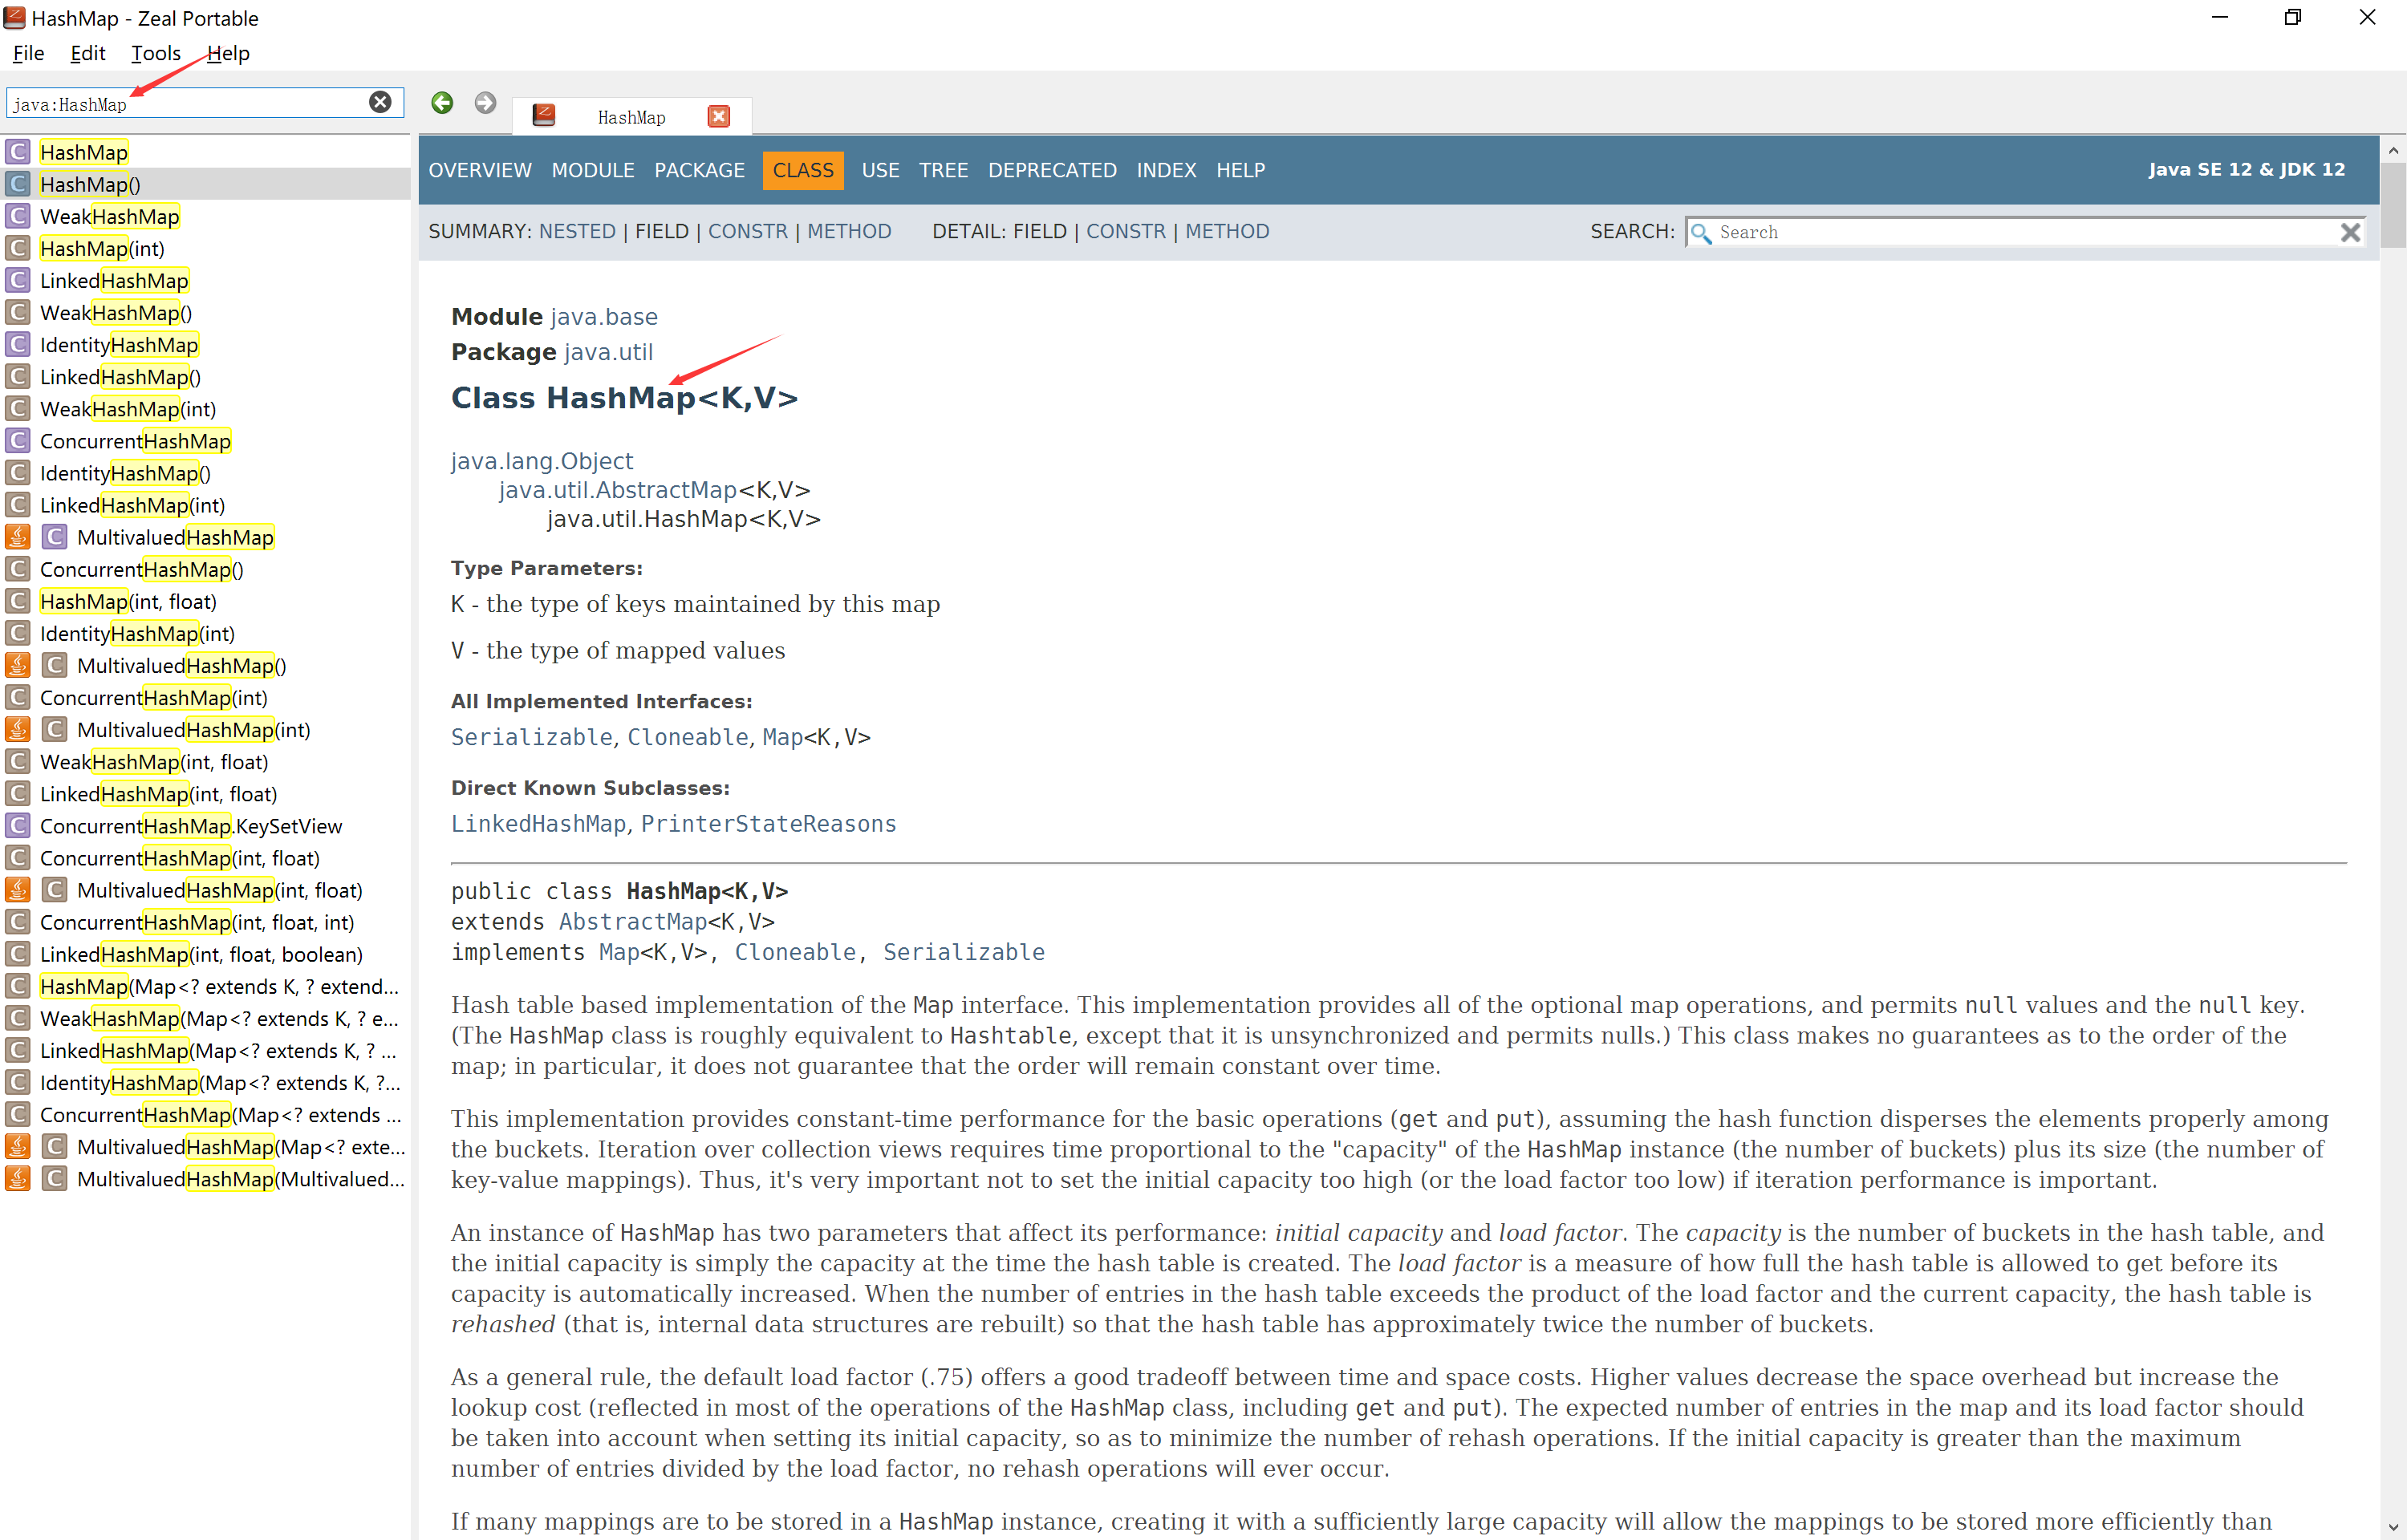 HashMap - Zeal Portable
File Edit Tools Help
java:HashMap
HashMap
HashMap()
WeakHashMap
HashMap(int)
LinkedHashMap
WeakHashMap()
IdentityHashMap
LinkedHashMap()
WeakHashMap(int)
ConcurrentHashMap
IdentityHashMap()
LinkedHashMap(int)
MultivaluedHashMap
ConcurrentHashMap()
HashMap(int, float)
IdentityHashMap(int)
MultivaluedHashMap()
ConcurrentHashMap(int)
MultivaluedHashMap(int)
WeakHashMap(int, float)
LinkedHashMap(int, float)
ConcurrentHashMap.KeySetView
ConcurrentHashMap(int, float)
MultivaluedHashMap(int, float)
ConcurrentHashMap(int, float, int)
LinkedHashMap(int, float, boolean)
HashMap(Map<? extends K, ? extend...
WeakHashMap(Map<? extends K, ? e...
LinkedHashMap(Map<? extends K, ? ...
IdentityHashMap(Map<? extends K, ?...
ConcurrentHashMap(Map<? extends ...
MultivaluedHashMap(Map<? exte...
MultivaluedHashMap(Multivalued...
HashMap
OVERVIEW MODULE PACKAGE CLASS USE TREE DEPRECATED INDEX HELP Java SE 12 & JDK 12
SUMMARY: NESTED | FIELD | CONSTR | METHOD DETAIL: FIELD | CONSTR | METHOD SEARCH: Search
Module java.base
Package java.util
Class HashMap<K,V>
java.lang.Object
java.util.AbstractMap<K,V>
java.util.HashMap<K,V>
Type Parameters:
K - the type of keys maintained by this map
V - the type of mapped values
All Implemented Interfaces:
Serializable, Cloneable, Map<K,V>
Direct Known Subclasses:
LinkedHashMap, PrinterStateReasons
public class HashMap<K,V>
extends AbstractMap<K,V>
implements Map<K,V>, Cloneable, Serializable
Hash table based implementation of the Map interface. This implementation provides all of the optional map operations, and permits null values and the null key.
(The HashMap class is roughly equivalent to Hashtable, except that it is unsynchronized and permits nulls.) This class makes no guarantees as to the order of the
map; in particular, it does not guarantee that the order will remain constant over time.
This implementation provides constant-time performance for the basic operations (get and put), assuming the hash function disperses the elements properly among
the buckets. Iteration over collection views requires time proportional to the "capacity" of the HashMap instance (the number of buckets) plus its size (the number of
key-value mappings). Thus, it's very important not to set the initial capacity too high (or the load factor too low) if iteration performance is important.
An instance of HashMap has two parameters that affect its performance: initial capacity and load factor. The capacity is the number of buckets in the hash table, and
the initial capacity is simply the capacity at the time the hash table is created. The load factor is a measure of how full the hash table is allowed to get before its
capacity is automatically increased. When the number of entries in the hash table exceeds the product of the load factor and the current capacity, the hash table is
rehashed (that is, internal data structures are rebuilt) so that the hash table has approximately twice the number of buckets.
As a general rule, the default load factor (.75) offers a good tradeoff between time and space costs. Higher values decrease the space overhead but increase the
lookup cost (reflected in most of the operations of the HashMap class, including get and put). The expected number of entries in the map and its load factor should
be taken into account when setting its initial capacity, so as to minimize the number of rehash operations. If the initial capacity is greater than the maximum
number of entries divided by the load factor, no rehash operations will ever occur.
If many mappings are to be stored in a HashMap instance, creating it with a sufficiently large capacity will allow the mappings to be stored more efficiently than